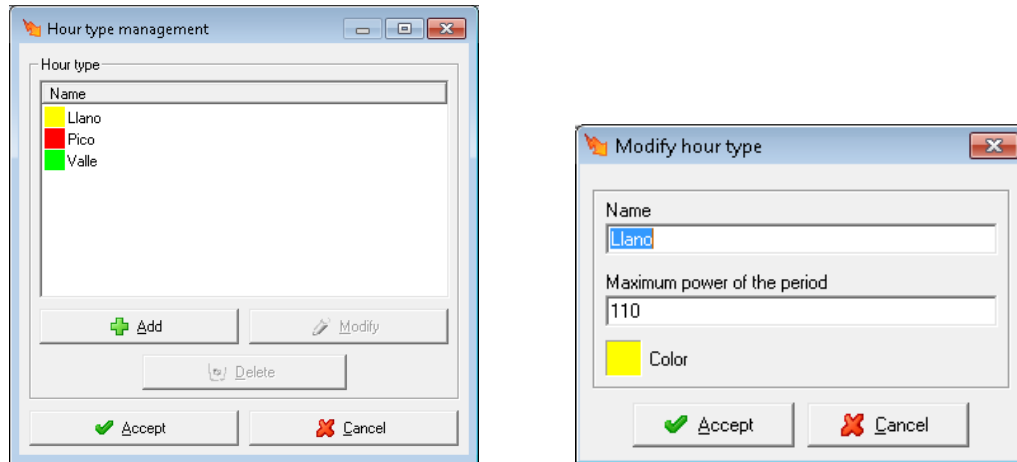 Hour type management
Hour type
Name
Llano
Pico
Valle
Add
Modify
Delete
Accept
Cancel
Modify hour type
Name
Llano
Maximum power of the period
110
Color
Accept
Cancel